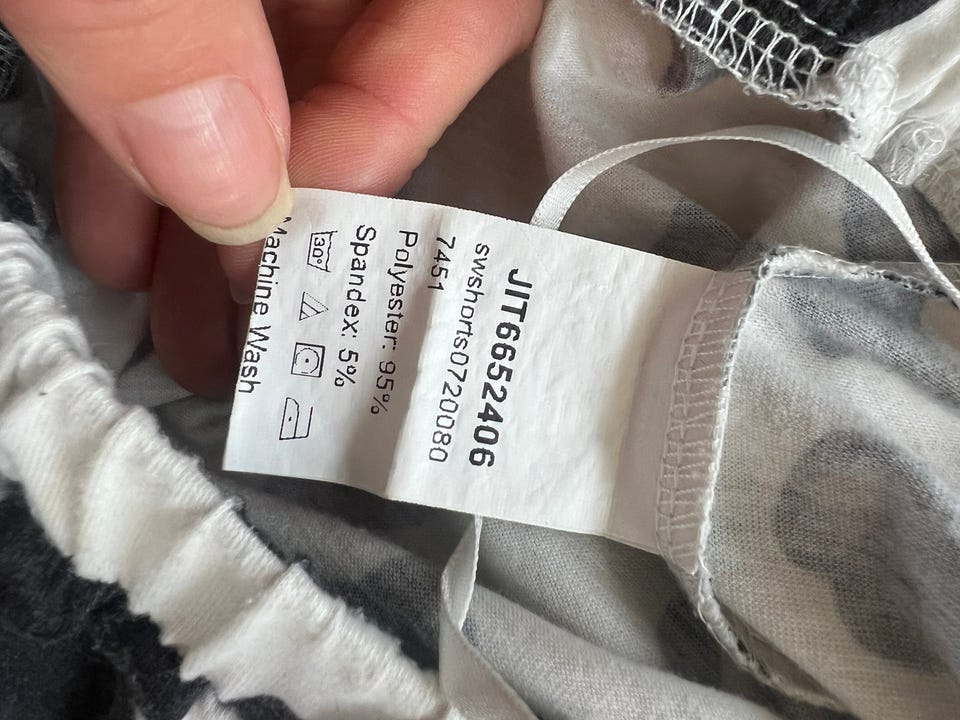 JIT6652406
swshorts0720080
7451
Polyester: 95%
Spandex: 5%
30°
Machine Wash